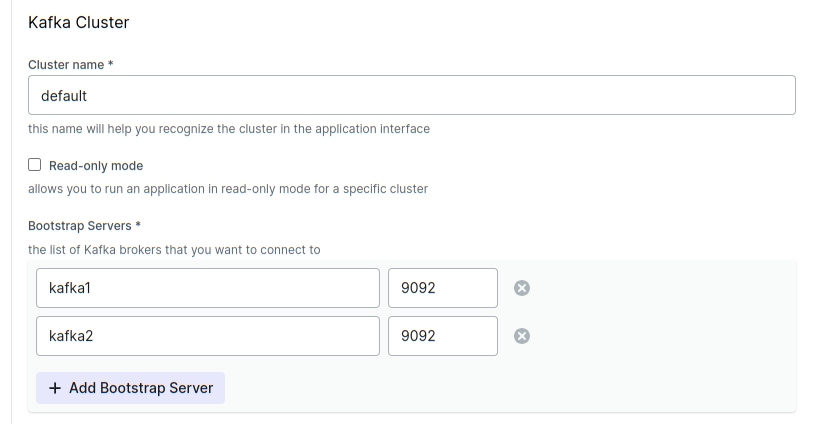 Kafka Cluster
Cluster name *
default
this name will help you recognize the cluster in the application interface
Read-only mode
allows you to run an application in read-only mode for a specific cluster
Bootstrap Servers *
the list of Kafka brokers that you want to connect to
kafka1 9092
kafka2 9092
+ Add Bootstrap Server